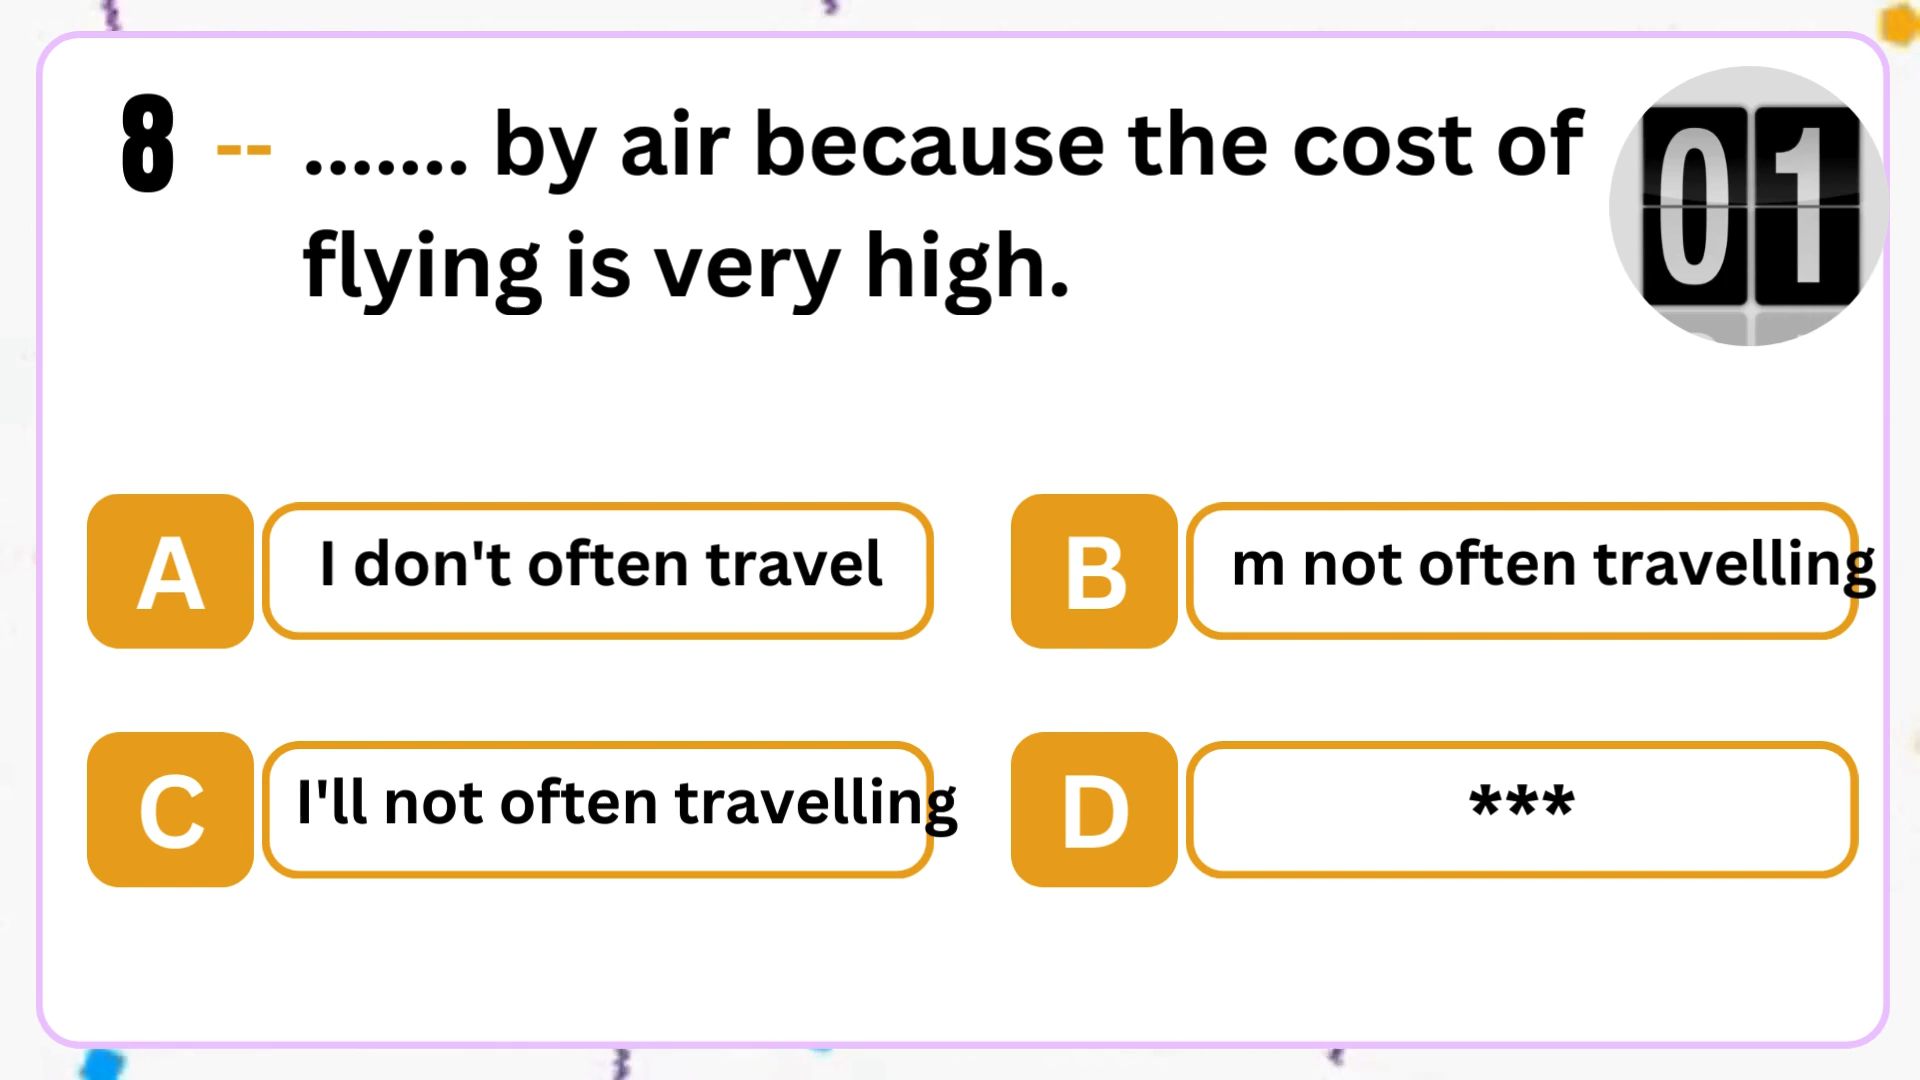 8 -- ....... by air because the cost of
flying is very high.
01
A I don't often travel
B m not often travelling
C I'll not often travelling
D ***